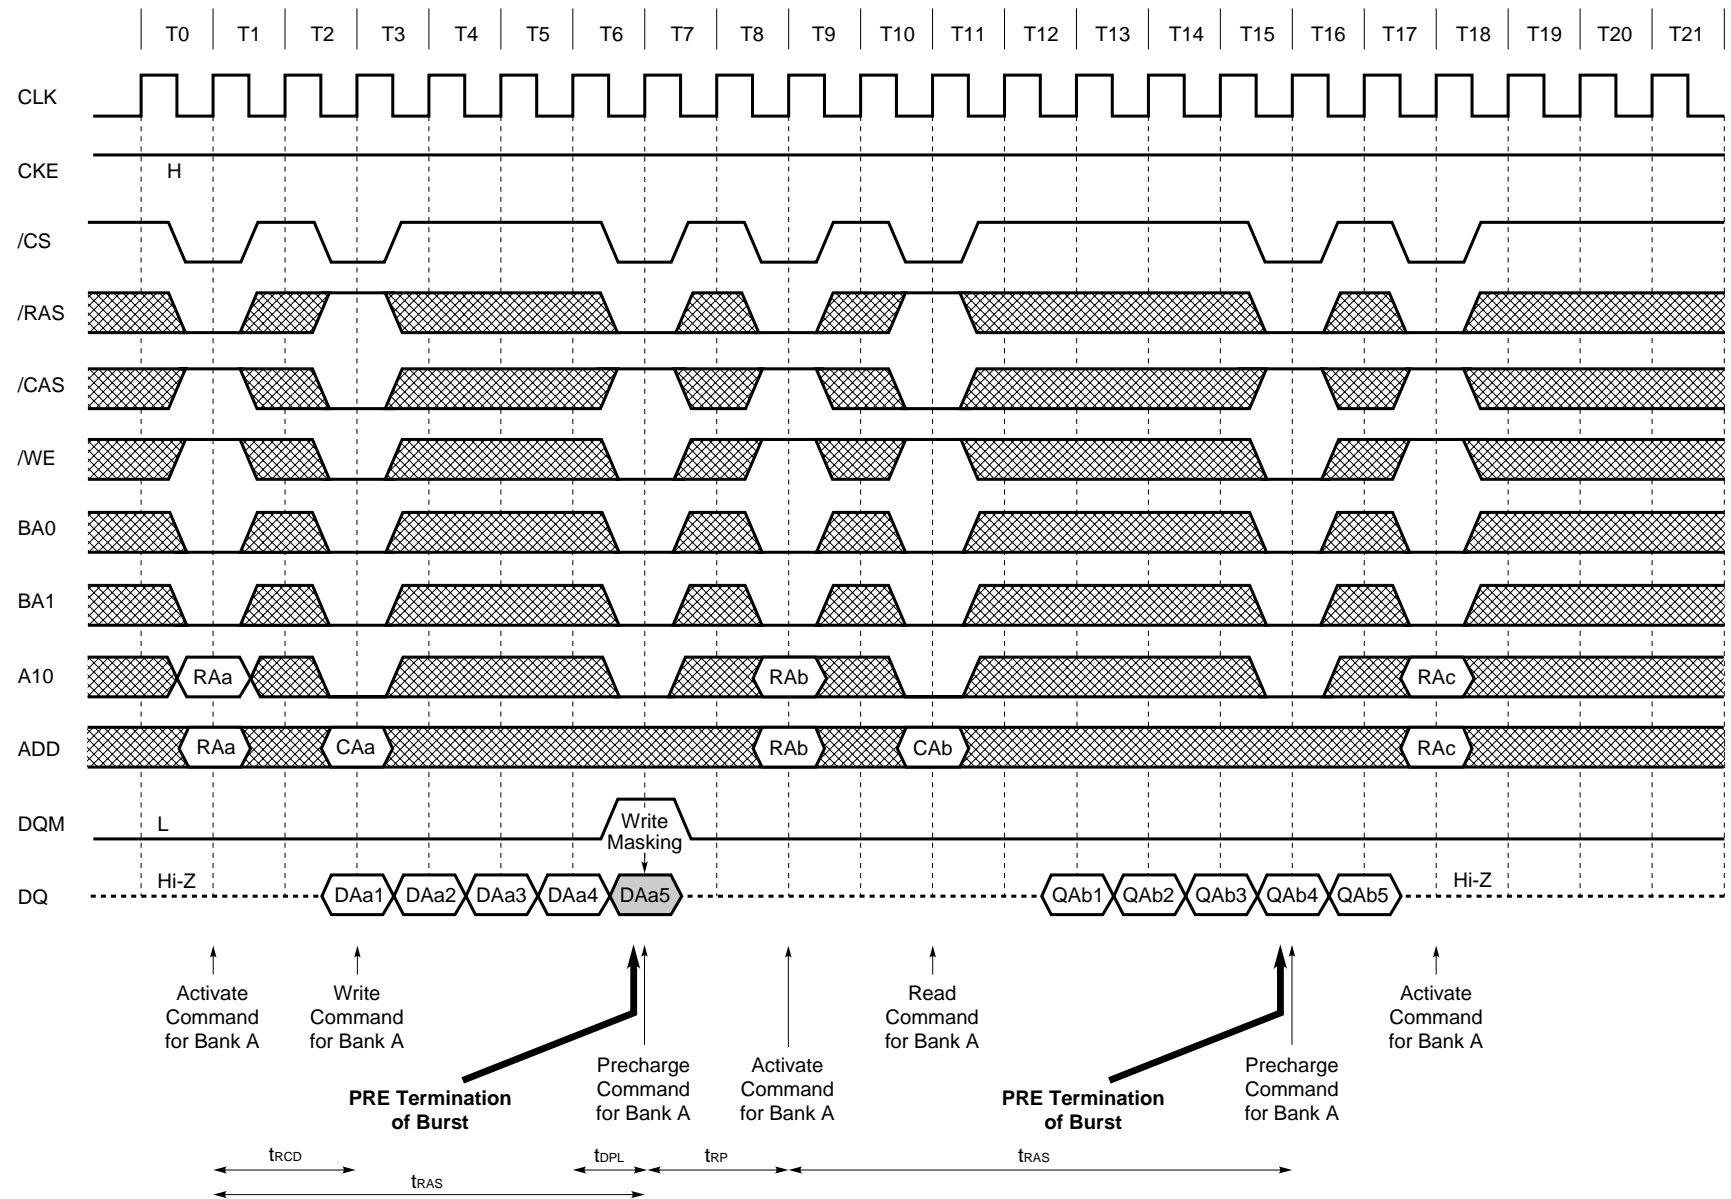 T0 T1 T2 T3 T4 T5 T6 T7 T8 T9 T10 T11 T12 T13 T14 T15 T16 T17 T18 T19 T20 T21
CLK
CKE H
/CS
/RAS
/CAS
/WE
BA0
BA1
A10 RAa RAb RAc
ADD RAa CAa RAb CAb RAc
DQM L Write
Masking
DQ Hi-Z DAa1 DAa2 DAa3 DAa4 DAa5 QAb1 QAb2 QAb3 QAb4 QAb5 Hi-Z
Activate
Command
for Bank A
Write
Command
for Bank A
PRE Termination
of Burst
Precharge
Command
for Bank A
Activate
Command
for Bank A
Read
Command
for Bank A
PRE Termination
of Burst
Precharge
Command
for Bank A
Activate
Command
for Bank A
tRCD tDPL tRP tRAS
tRAS